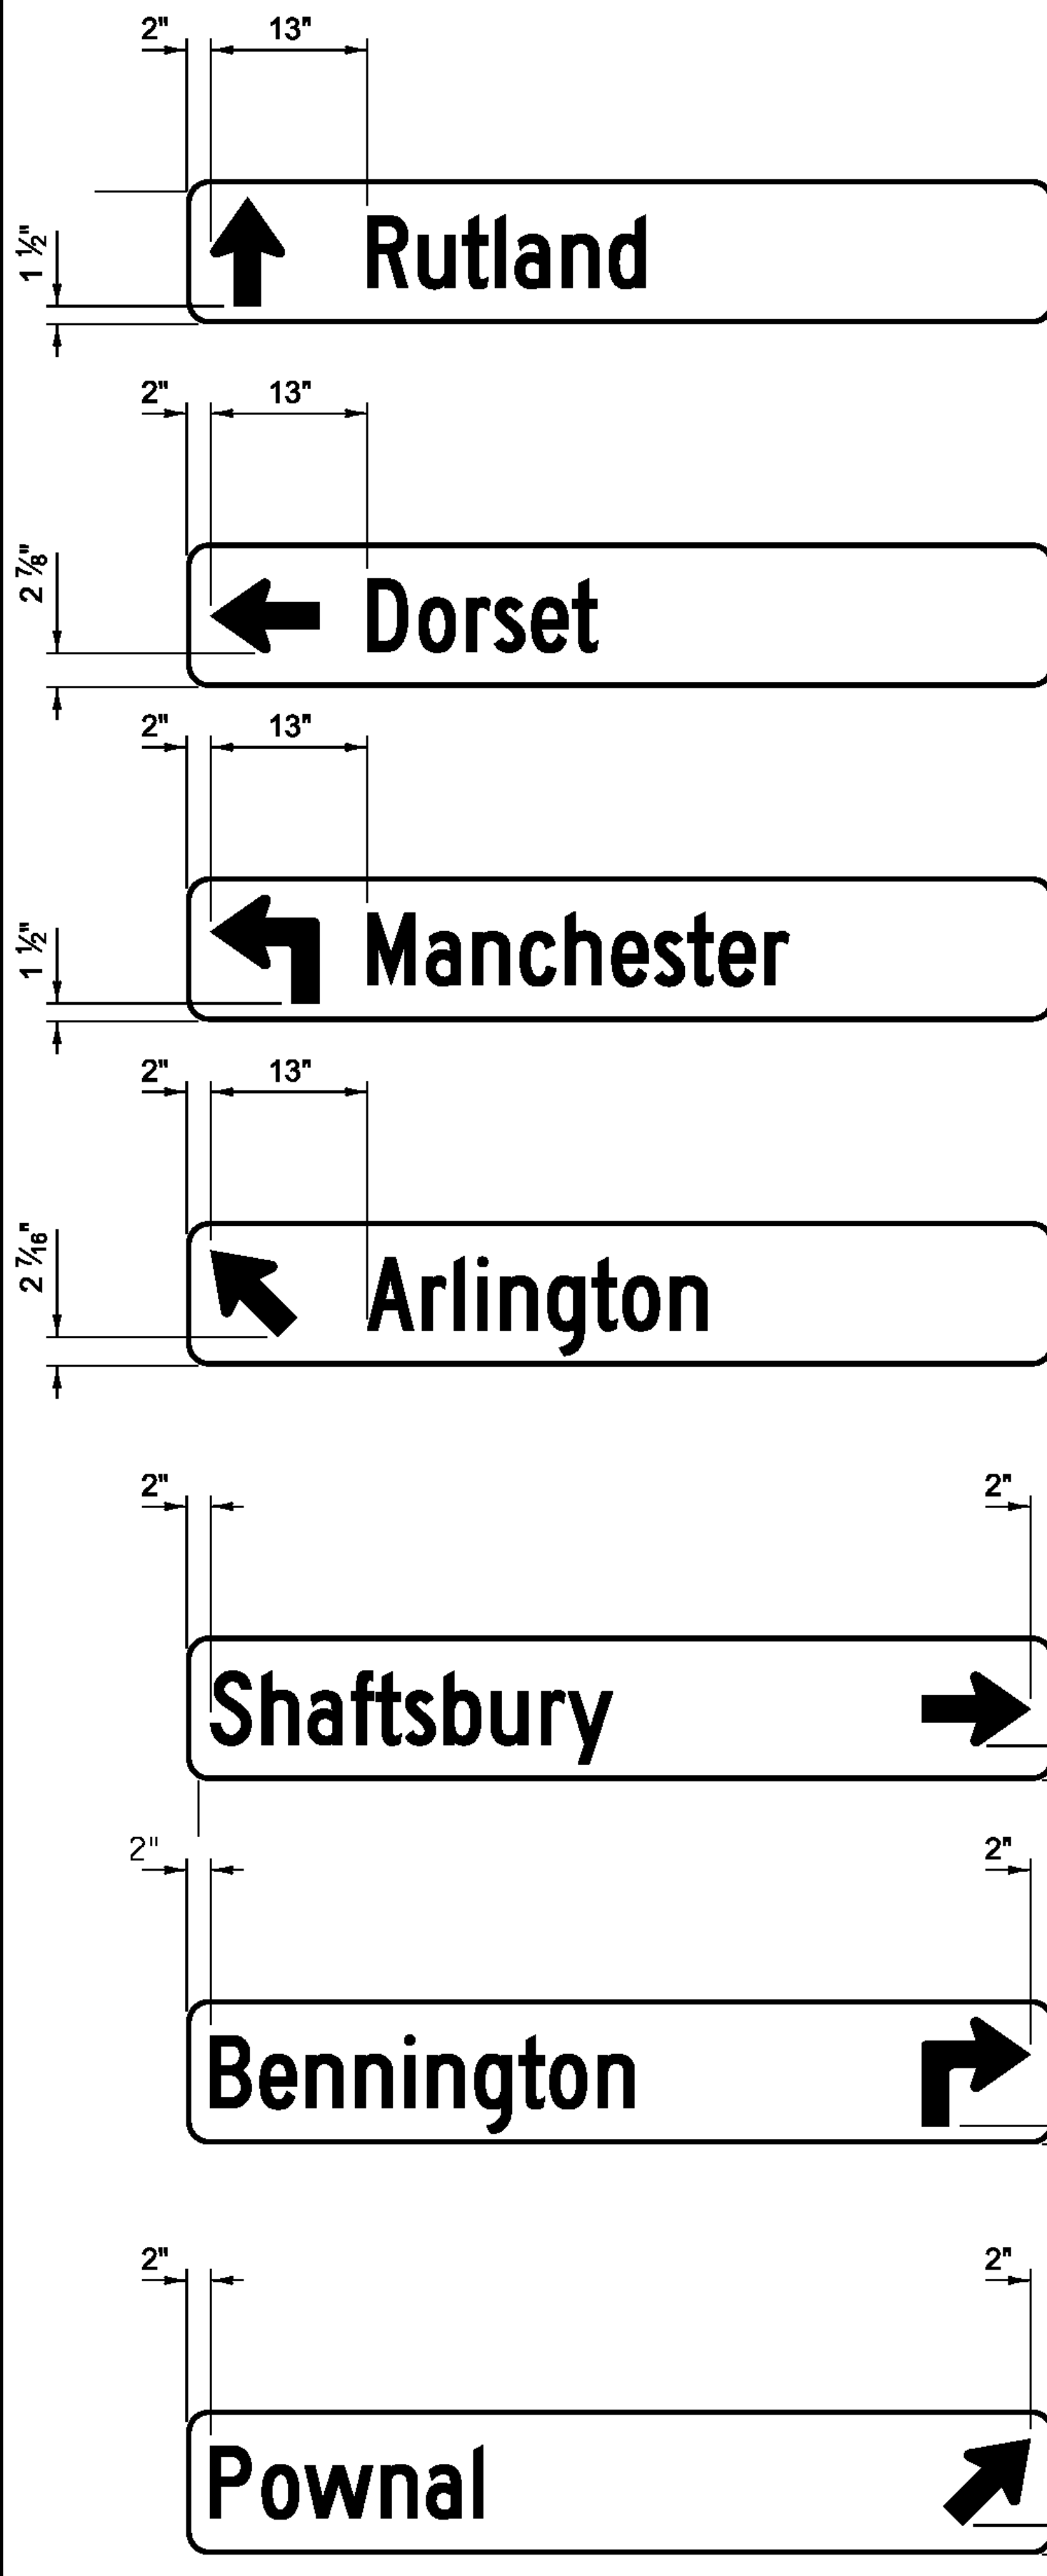 2" 13"
1 ½"
Rutland
2" 13"
2 ⅞"
Dorset
2" 13"
1 ½"
Manchester
2" 13"
2 7/16"
Arlington
2" 2"
Shaftsbury
2" 2"
Bennington
2" 2"
Pownal